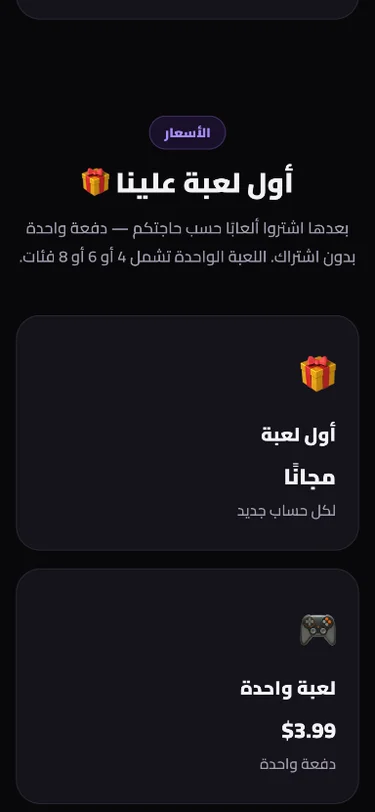 الأسعار
أول لعبة علينا 🎁
بعدها اشتروا ألعابًا حسب حاجتكم — دفعة واحدة
بدون اشتراك. اللعبة الواحدة تشمل 4 أو 6 أو 8 فئات.
🎁
أول لعبة
مجانًا
لكل حساب جديد
🎮
لعبة واحدة
$3.99
دفعة واحدة